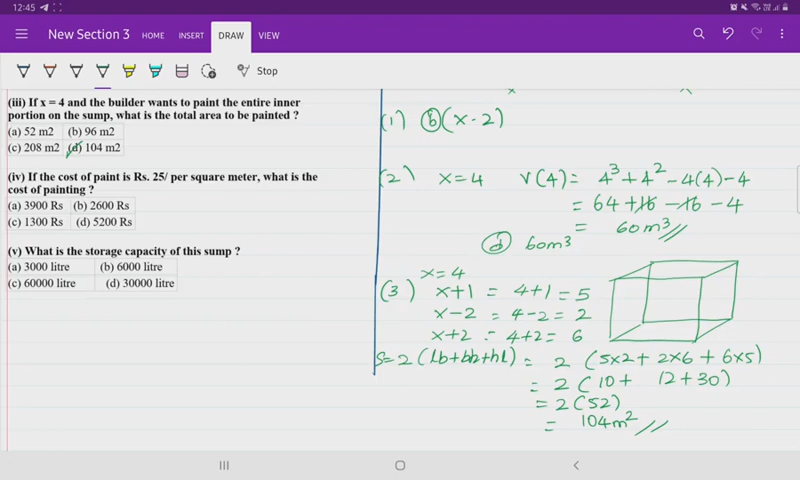 12:45
New Section 3 HOME INSERT DRAW VIEW
Stop
(iii) If x = 4 and the builder wants to paint the entire inner
portion on the sump, what is the total area to be painted ?
(a) 52 m2 (b) 96 m2
(c) 208 m2 (d) 104 m2
(iv) If the cost of paint is Rs. 25/ per square meter, what is the
cost of painting ?
(a) 3900 Rs (b) 2600 Rs
(c) 1300 Rs (d) 5200 Rs
(v) What is the storage capacity of this sump ?
(a) 3000 litre (b) 6000 litre
(c) 60000 litre (d) 30000 litre
(1) (b) (x-2)
(2) x=4 V(4) = 4³+4²-4(4)-4
= 64+16-16-4
= 60m³
(d) 60m³
x=4
(3) x+1 = 4+1 = 5
x-2 = 4-2 = 2
x+2 = 4+2 = 6
S=2(lb+bh+hl) = 2 (5x2+2x6+6x5)
= 2 (10+ 12+30)
= 2(52)
= 104m²